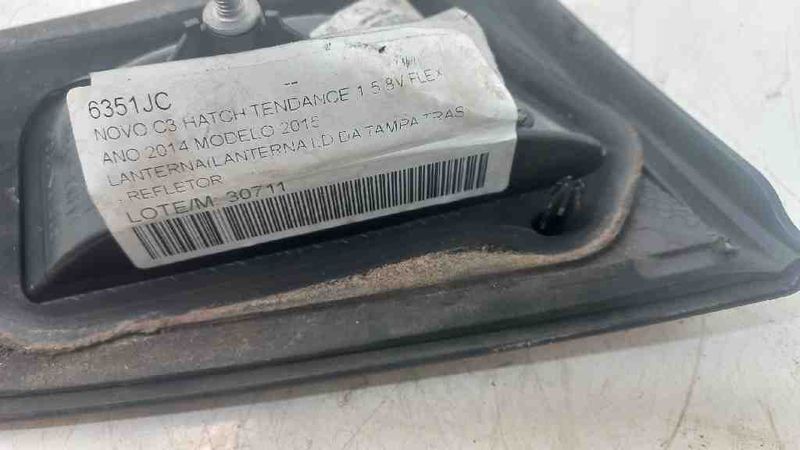 --
6351JC
NOVO C3 HATCH TENDANCE 1.5 8V FLEX
ANO 2014 MODELO 2015
LANTERNA(LANTERNA L.D DA TAMPA TRAS
- REFLETOR
LOTE/M: 30711